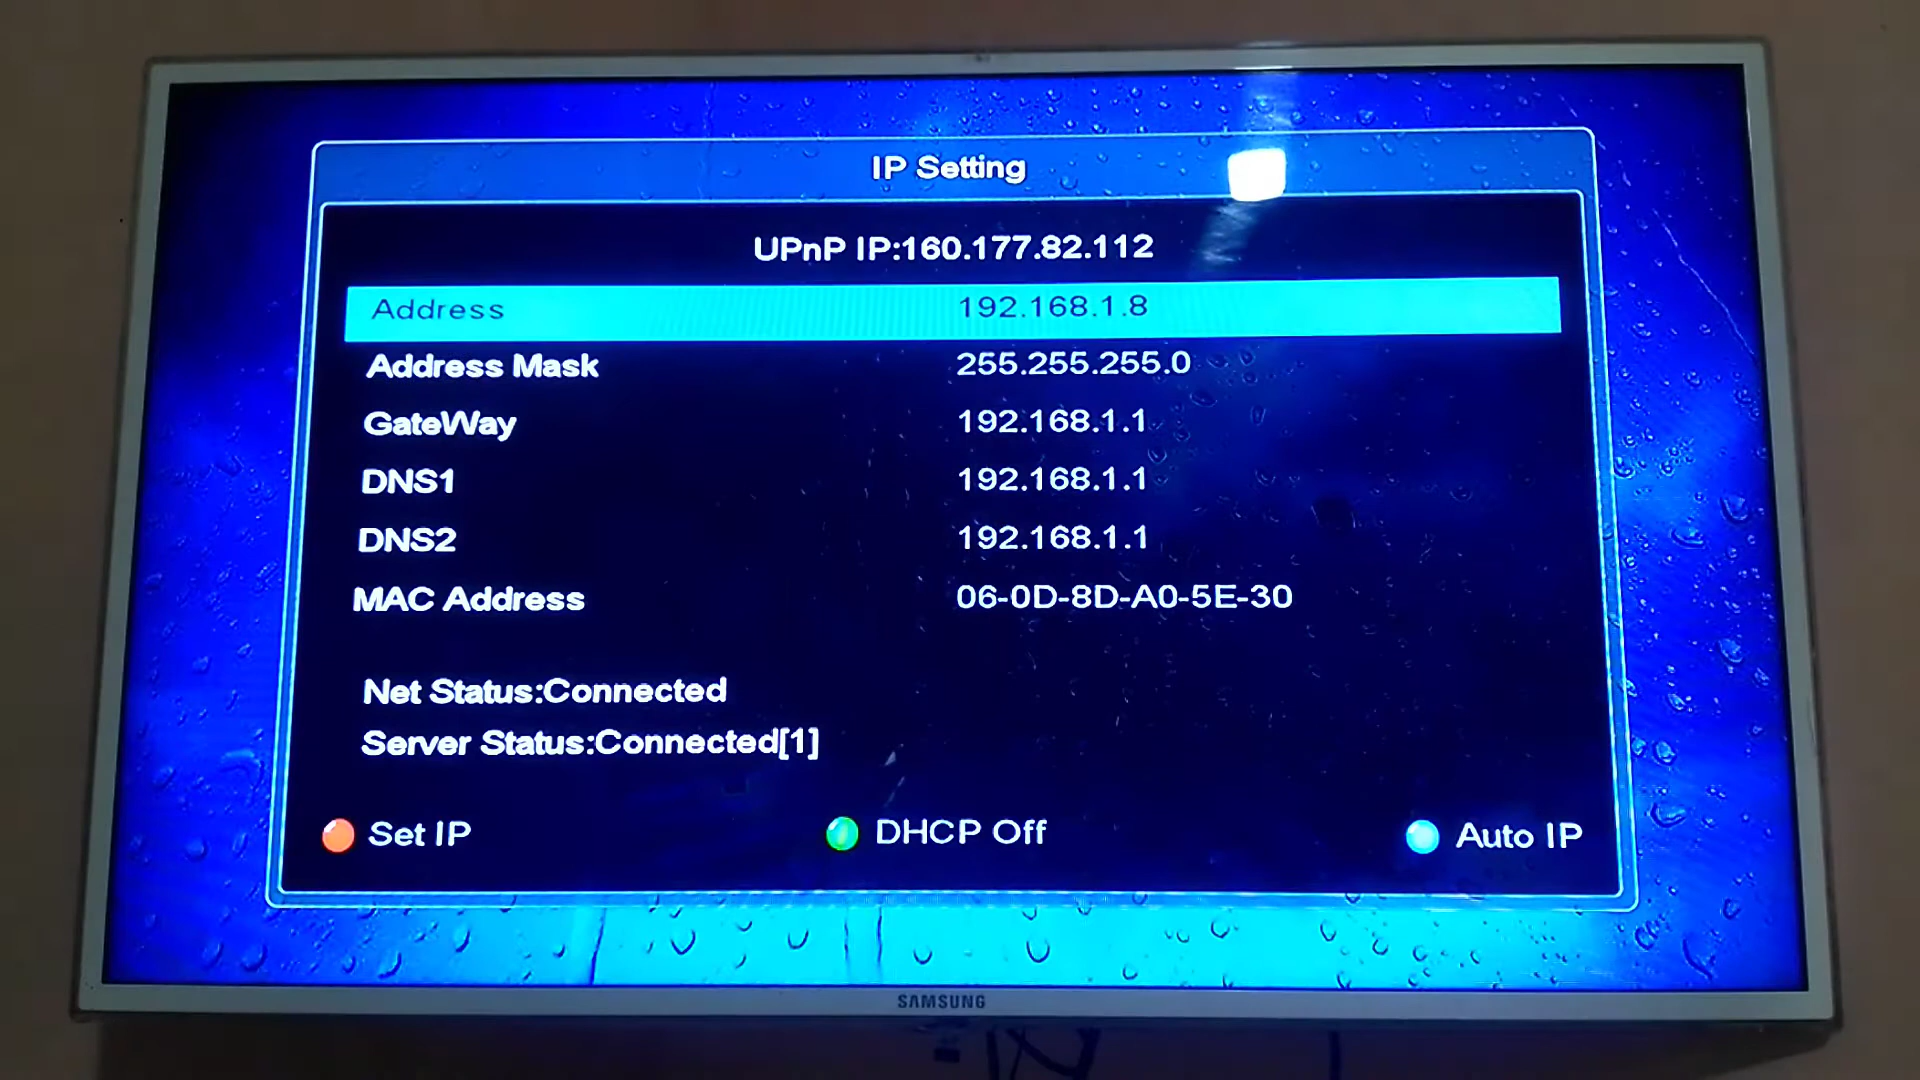 IP Setting
UPnP IP:160.177.82.112
Address 192.168.1.8
Address Mask 255.255.255.0
GateWay 192.168.1.1
DNS1 192.168.1.1
DNS2 192.168.1.1
MAC Address 06-0D-8D-A0-5E-30
Net Status:Connected
Server Status:Connected[1]
Set IP DHCP Off Auto IP
SAMSUNG